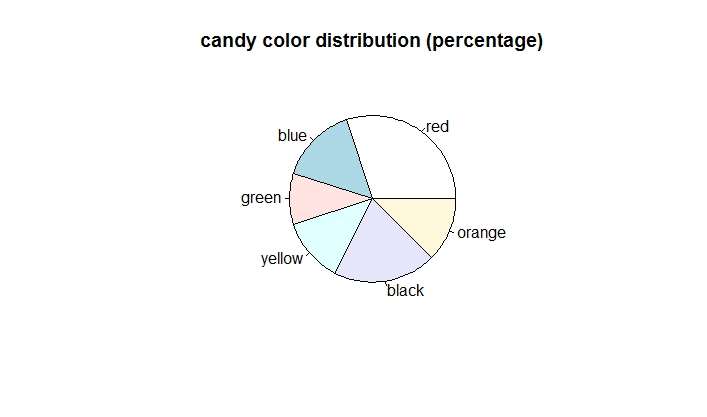 candy color distribution (percentage)
red
blue
green
yellow
orange
black